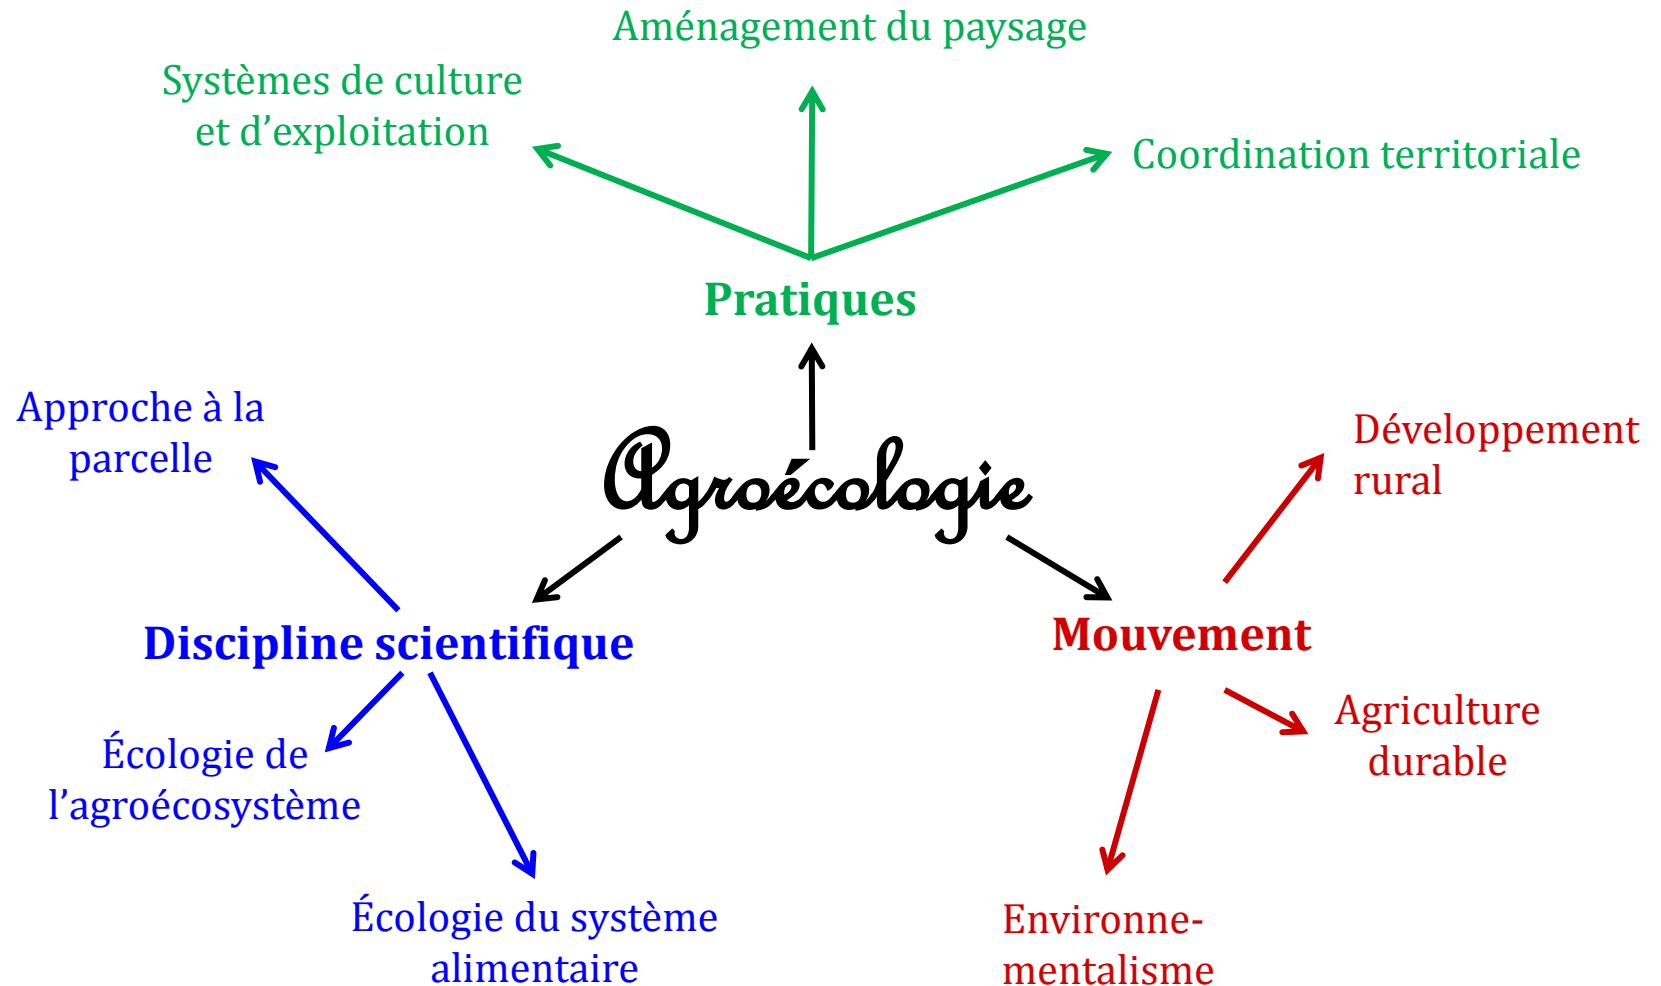 Aménagement du paysage
Systèmes de culture
et d’exploitation
Coordination territoriale
Pratiques
Approche à la
parcelle
Agroécologie
Développement
rural
Discipline scientifique
Mouvement
Écologie de
l’agroécosystème
Agriculture
durable
Écologie du système
alimentaire
Environne-
mentalisme